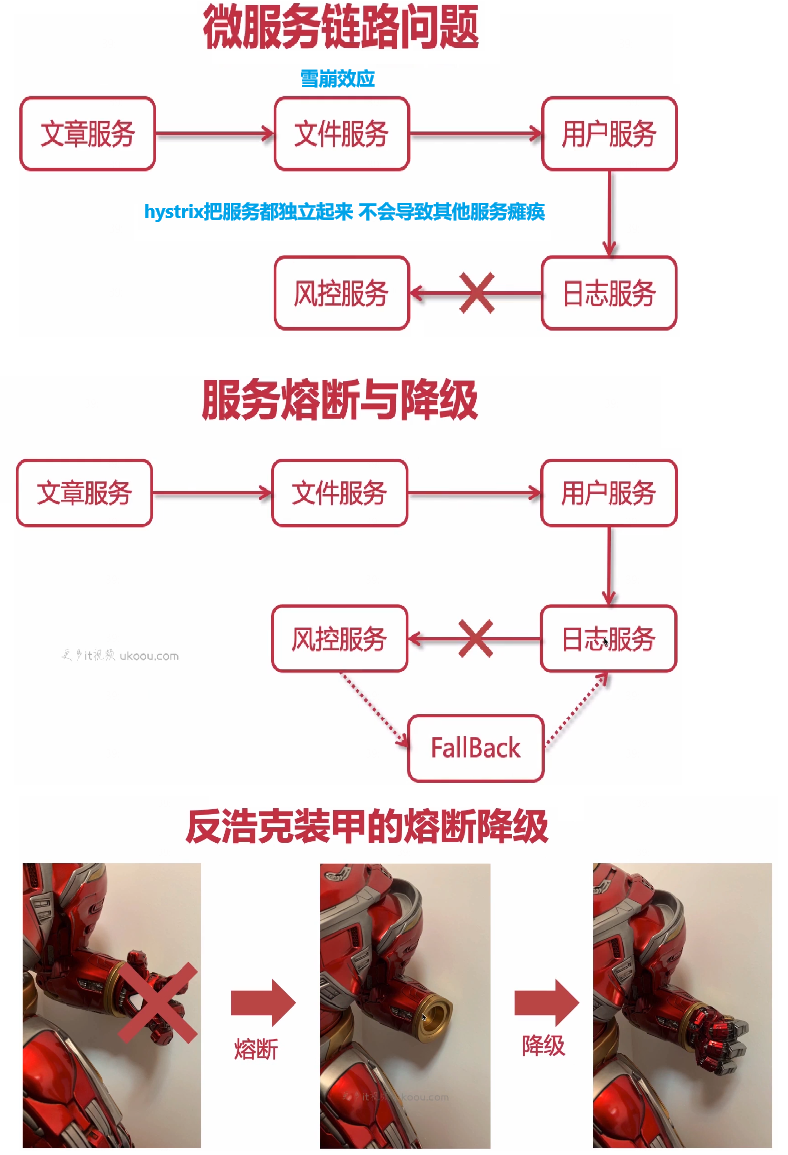 微服务链路问题
雪崩效应
文章服务
文件服务
用户服务
hystrix把服务都独立起来 不会导致其他服务瘫痪
风控服务
日志服务
服务熔断与降级
文章服务
文件服务
用户服务
风控服务
日志服务
it ukoou.com
FallBack
反浩克装甲的熔断降级
熔断
降级